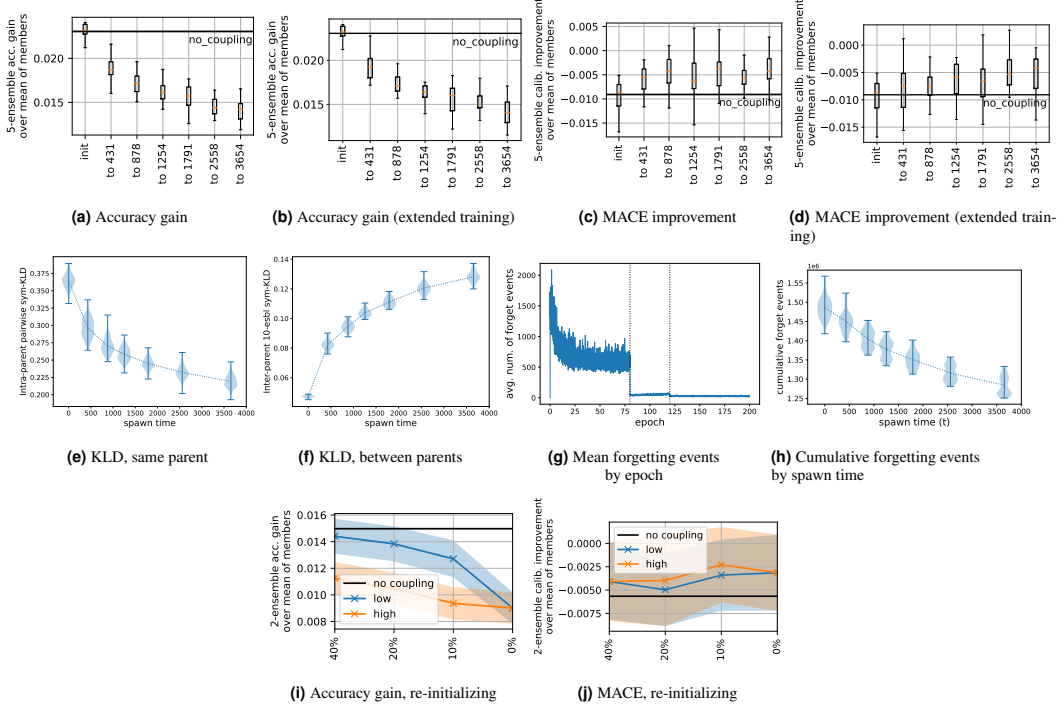 5-ensemble acc. gain
over mean of members
0.020
0.015
no_coupling
init
to 431
to 878
to 1254
to 1791
to 2558
to 3654
(a) Accuracy gain
5-ensemble acc. gain
over mean of members
0.020
0.015
no_coupling
init
to 431
to 878
to 1254
to 1791
to 2558
to 3654
(b) Accuracy gain (extended training)
5-ensemble calib. improvement
over mean of members
0.005
0.000
−0.005
−0.010
−0.015
no_coupling
init
to 431
to 878
to 1254
to 1791
to 2558
to 3654
(c) MACE improvement
5-ensemble calib. improvement
over mean of members
0.000
−0.005
−0.010
−0.015
no_coupling
init
to 431
to 878
to 1254
to 1791
to 2558
to 3654
(d) MACE improvement (extended train-
ing)
Intra-parent pairwise sym-KLD
0.375
0.350
0.325
0.300
0.275
0.250
0.225
0.200
0 500 1000 1500 2000 2500 3000 3500 4000
spawn time
(e) KLD, same parent
Inter-parent 10-esbl sym-KLD
0.14
0.12
0.10
0.08
0.06
0 500 1000 1500 2000 2500 3000 3500 4000
spawn time
(f) KLD, between parents
avg. num. of forget events
2000
1500
1000
500
0
0 25 50 75 100 125 150 175 200
epoch
(g) Mean forgetting events
by epoch
cumulative forget events
1e6
1.55
1.50
1.45
1.40
1.35
1.30
1.25
0 500 1000 1500 2000 2500 3000 3500 4000
spawn time (t)
(h) Cumulative forgetting events
by spawn time
2-ensemble acc. gain
over mean of members
0.016
0.014
0.012
0.010
0.008
no coupling
low
high
40%
20%
10%
0%
(i) Accuracy gain, re-initializing
2-ensemble calib. improvement
over mean of members
0.0000
−0.0025
−0.0050
−0.0075
no coupling
low
high
40%
20%
10%
0%
(j) MACE, re-initializing